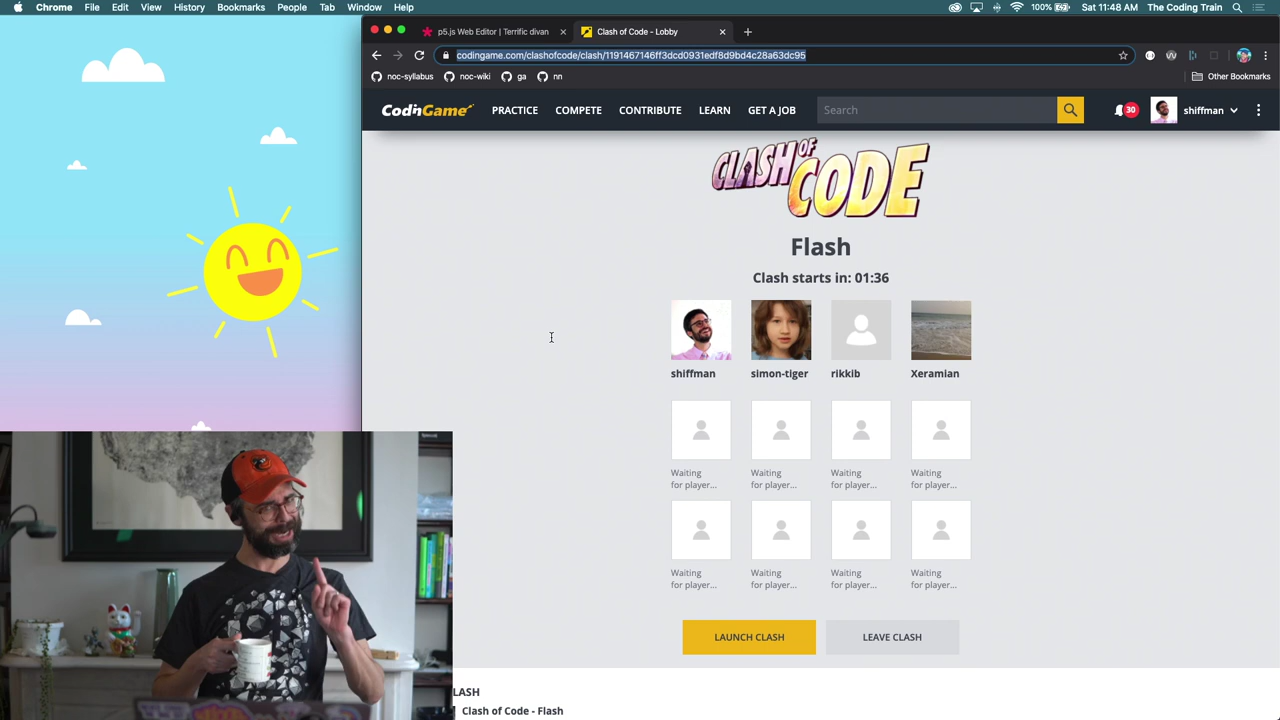 Chrome File Edit View History Bookmarks People Tab Window Help 100% Sat 11:48 AM The Coding Train
p5.js Web Editor | Terrific divan Clash of Code - Lobby
codingame.com/clashofcode/clash/1191467146ff3dcd0931edf8d9bd4c28a63dc95
noc-syllabus noc-wiki ga nn Other Bookmarks
CodinGame PRACTICE COMPETE CONTRIBUTE LEARN GET A JOB Search 30 shiffman
CLASH OF CODE
Flash
Clash starts in: 01:36
shiffman simon-tiger rikkib Xeramian
Waiting Waiting Waiting Waiting
for player... for player... for player... for player...
Waiting Waiting Waiting Waiting
for player... for player... for player... for player...
LAUNCH CLASH LEAVE CLASH
LASH
Clash of Code - Flash